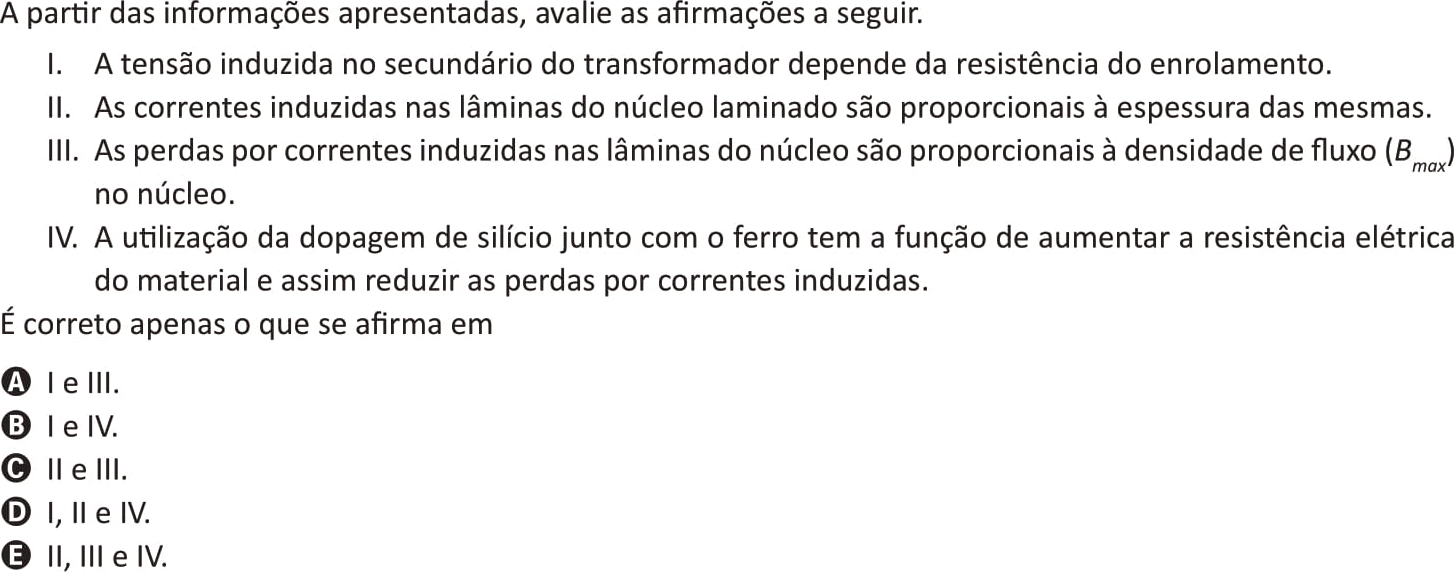 A partir das informações apresentadas, avalie as afirmações a seguir.
I. A tensão induzida no secundário do transformador depende da resistência do enrolamento.
II. As correntes induzidas nas lâminas do núcleo laminado são proporcionais à espessura das mesmas.
III. As perdas por correntes induzidas nas lâminas do núcleo são proporcionais à densidade de fluxo (Bmax)
no núcleo.
IV. A utilização da dopagem de silício junto com o ferro tem a função de aumentar a resistência elétrica
do material e assim reduzir as perdas por correntes induzidas.
É correto apenas o que se afirma em
A I e III.
B I e IV.
C II e III.
D I, II e IV.
E II, III e IV.